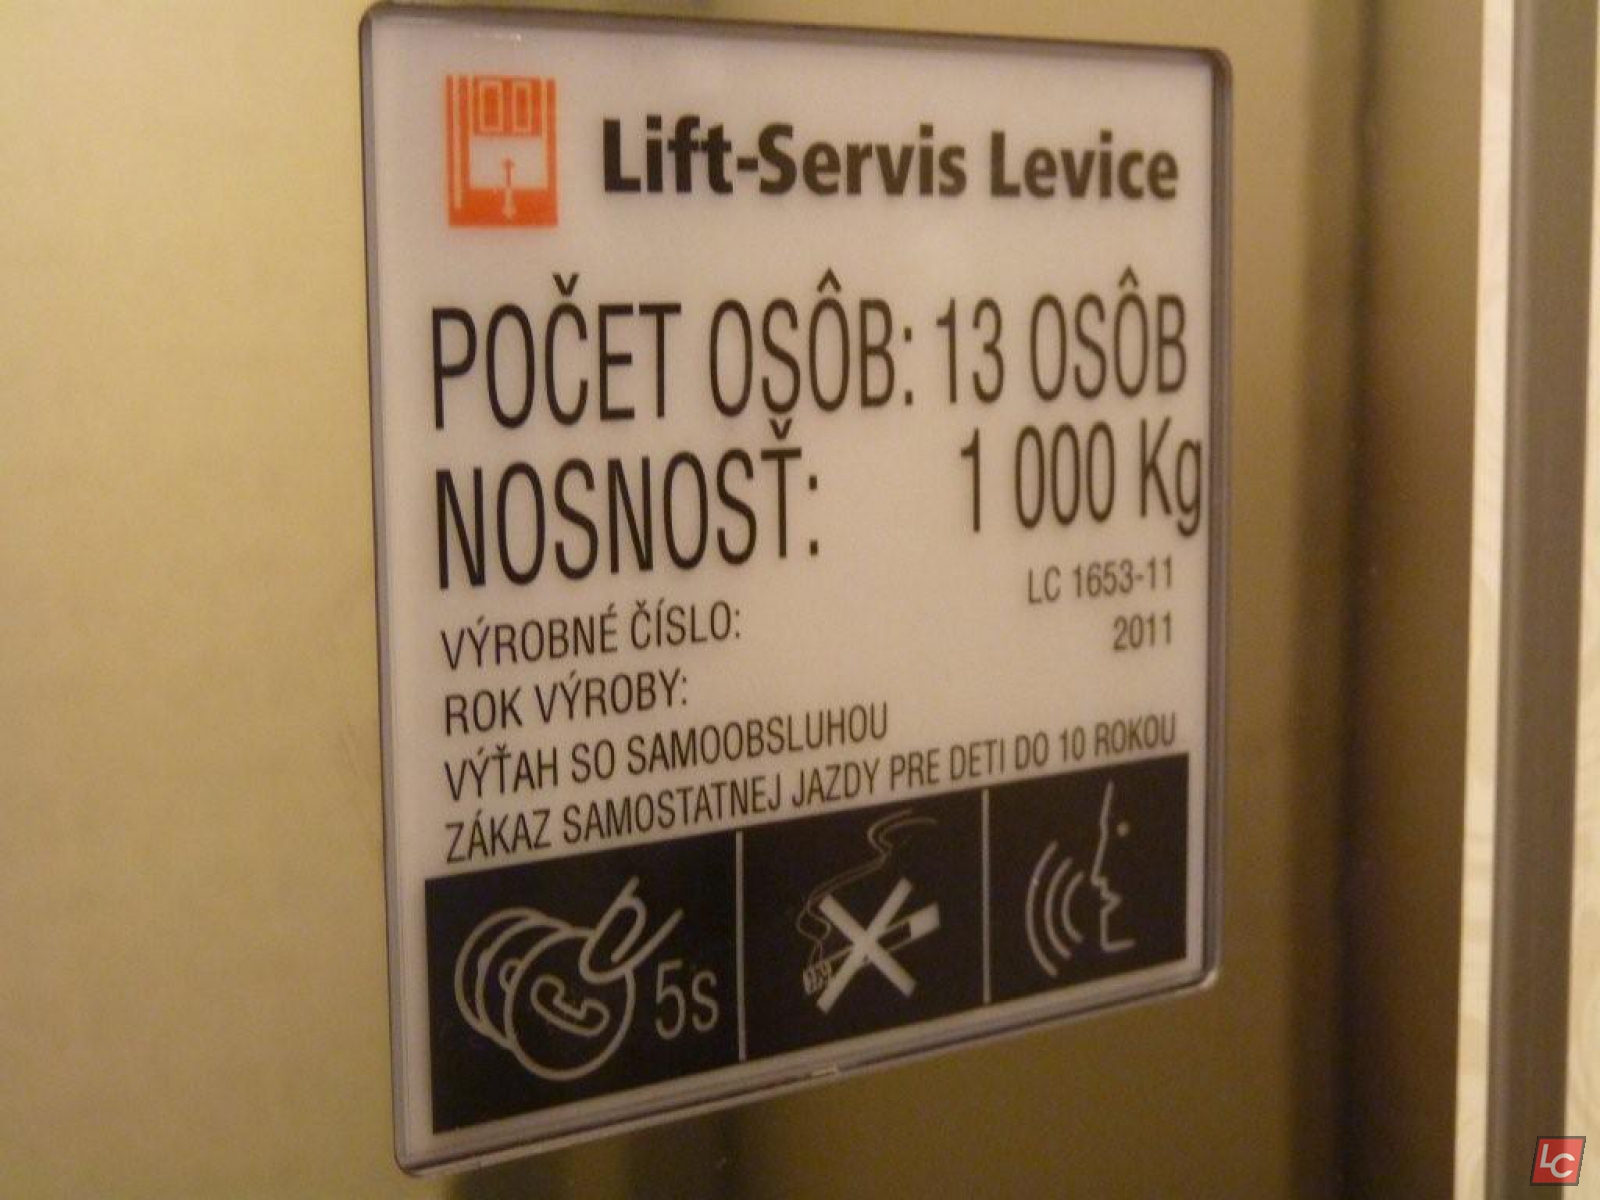 Lift-Servis Levice
POČET OSÔB: 13 OSÔB
NOSNOSŤ: 1 000 Kg
VÝROBNÉ ČÍSLO: LC 1653-11
ROK VÝROBY: 2011
VÝŤAH SO SAMOOBSLUHOU
ZÁKAZ SAMOSTATNEJ JAZDY PRE DETI DO 10 ROKOU
5s
LC